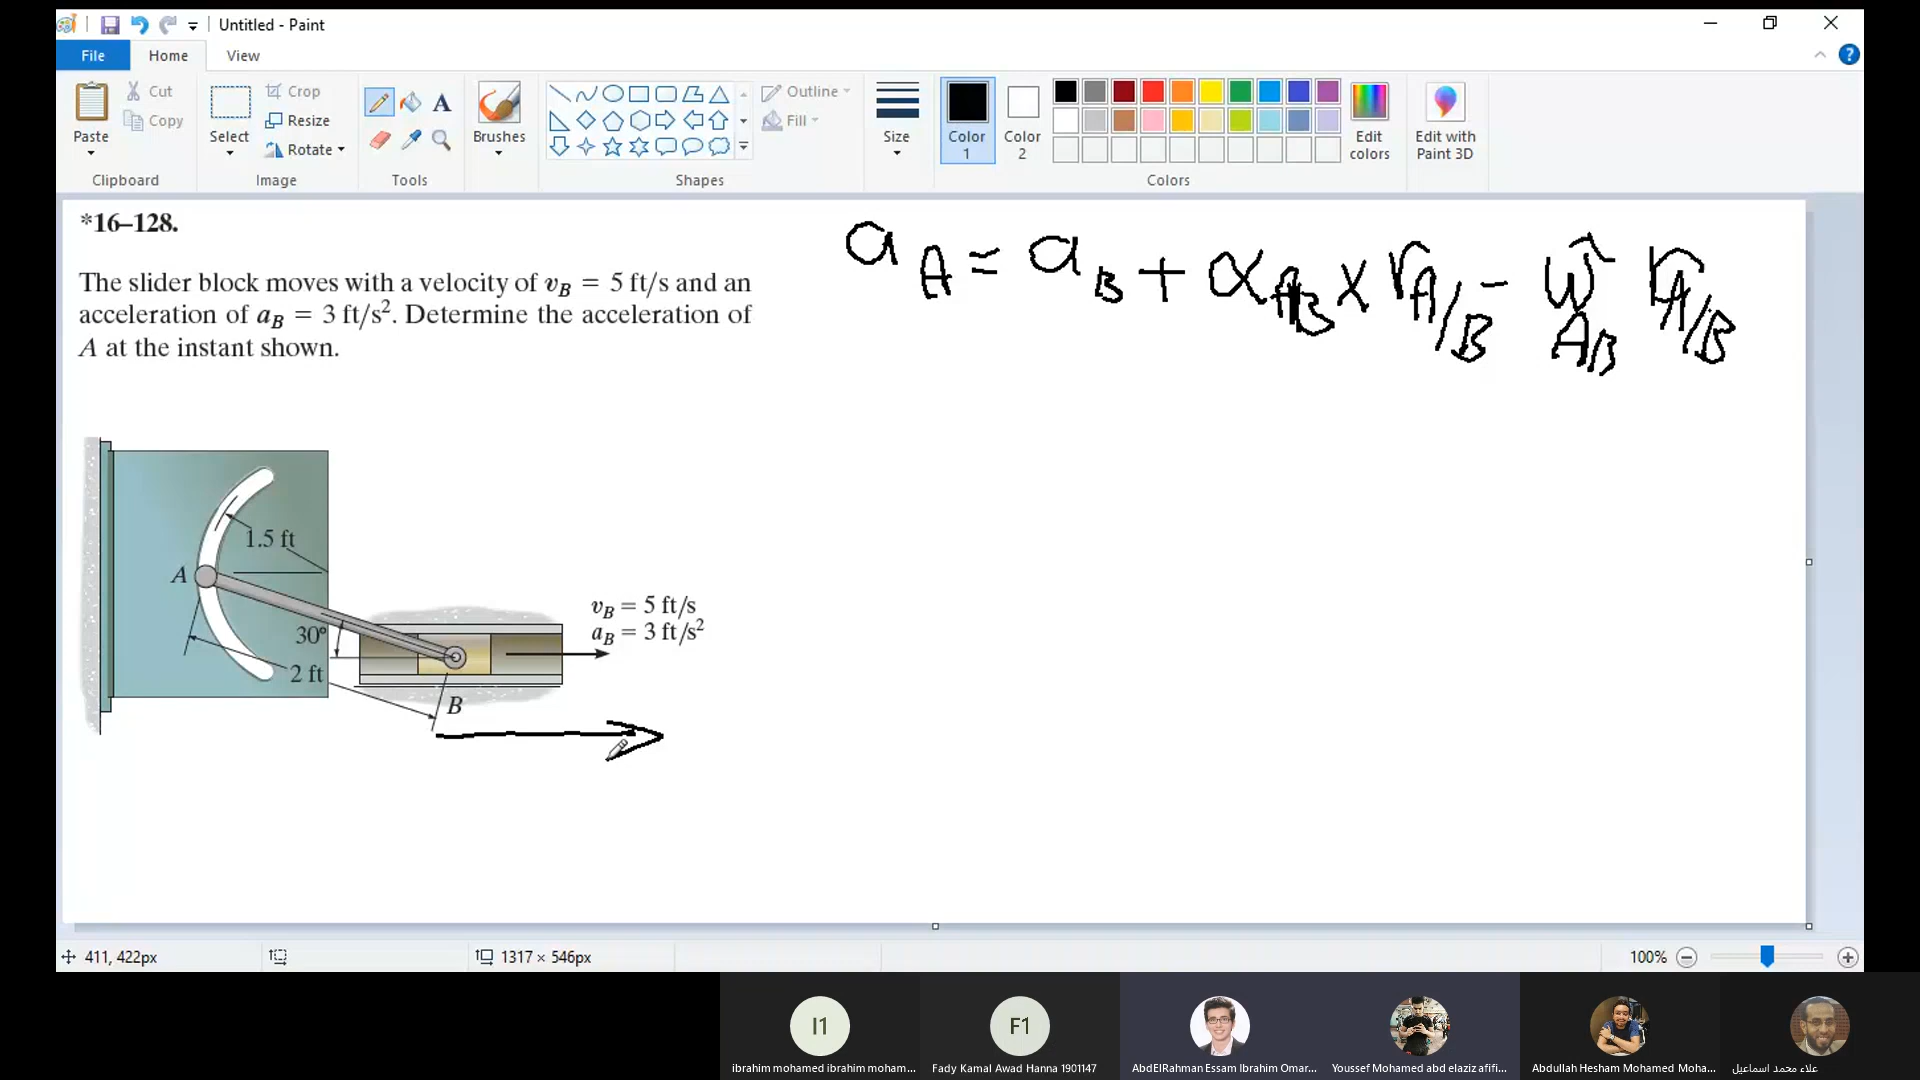 Untitled - Paint
File
Home
View
Paste
Cut
Copy
Clipboard
Select
Crop
Resize
Rotate
Image
A
Tools
Brushes
Shapes
Outline
Fill
Size
Color 1
Color 2
Edit colors
Edit with Paint 3D
Colors
*16–128.
The slider block moves with a velocity of vB = 5 ft/s and an
acceleration of aB = 3 ft/s². Determine the acceleration of
A at the instant shown.
a A = a B + α AB × r A/B - ω² AB r A/B
1.5 ft
A
30°
2 ft
B
vB = 5 ft/s
aB = 3 ft/s²
411, 422px
1317 × 546px
100%
I1
F1
ibrahim mohamed ibrahim moham...
Fady Kamal Awad Hanna 1901147
AbdElRahman Essam Ibrahim Omar...
Youssef Mohamed abd elaziz afifi...
Abdullah Hesham Mohamed Moha...
علاء محمد اسماعيل